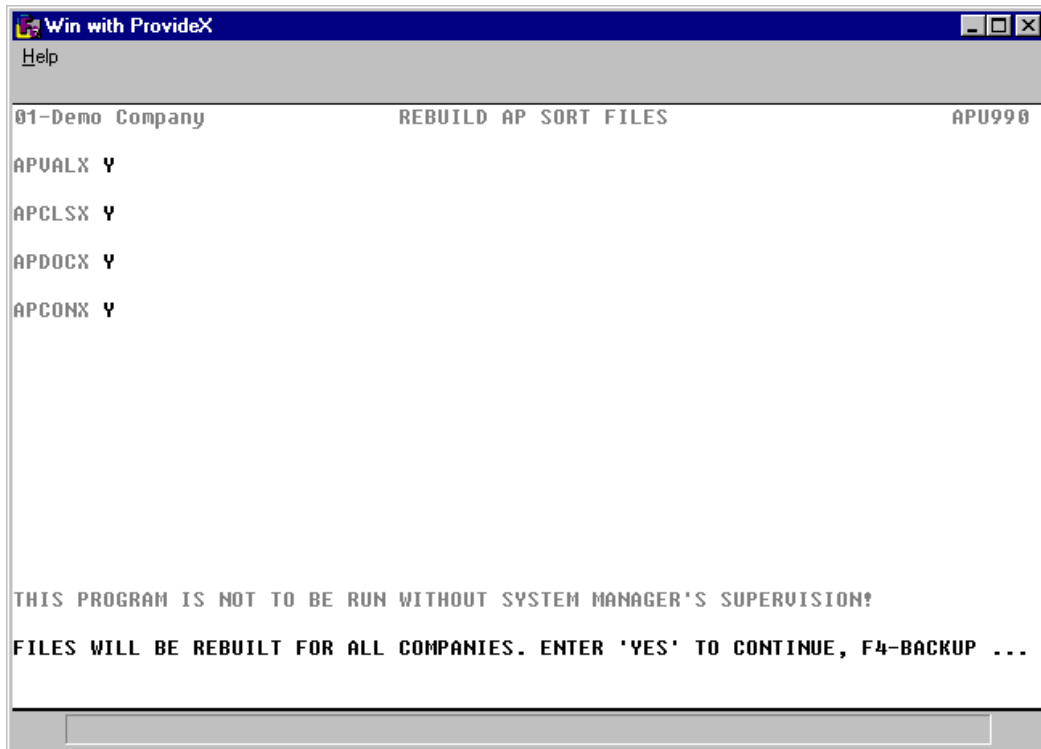 Win with ProvideX
Help
01-Demo Company REBUILD AP SORT FILES APU990
APVALX Y
APCLSX Y
APDOCX Y
APCONX Y
THIS PROGRAM IS NOT TO BE RUN WITHOUT SYSTEM MANAGER'S SUPERVISION!
FILES WILL BE REBUILT FOR ALL COMPANIES. ENTER 'YES' TO CONTINUE, F4-BACKUP ...